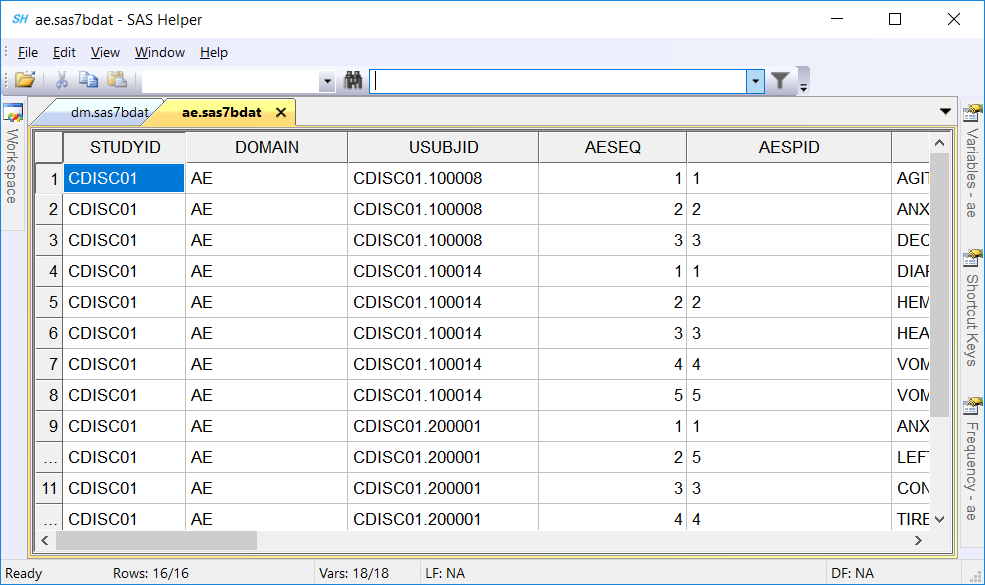 SH ae.sas7bdat - SAS Helper
File Edit View Window Help
dm.sas7bdat ae.sas7bdat
Workspace
STUDYID DOMAIN USUBJID AESEQ AESPID
1 CDISC01 AE CDISC01.100008 1 1 AGIT
2 CDISC01 AE CDISC01.100008 2 2 ANX
3 CDISC01 AE CDISC01.100008 3 3 DEC
4 CDISC01 AE CDISC01.100014 1 1 DIAR
5 CDISC01 AE CDISC01.100014 2 2 HEM
6 CDISC01 AE CDISC01.100014 3 3 HEA
7 CDISC01 AE CDISC01.100014 4 4 VOM
8 CDISC01 AE CDISC01.100014 5 5 VOM
9 CDISC01 AE CDISC01.200001 1 1 ANX
... CDISC01 AE CDISC01.200001 2 5 LEFT
11 CDISC01 AE CDISC01.200001 3 3 CON
... CDISC01 AE CDISC01.200001 4 4 TIRE
Variables - ae
Shortcut Keys
Frequency - ae
Ready Rows: 16/16 Vars: 18/18 LF: NA DF: NA